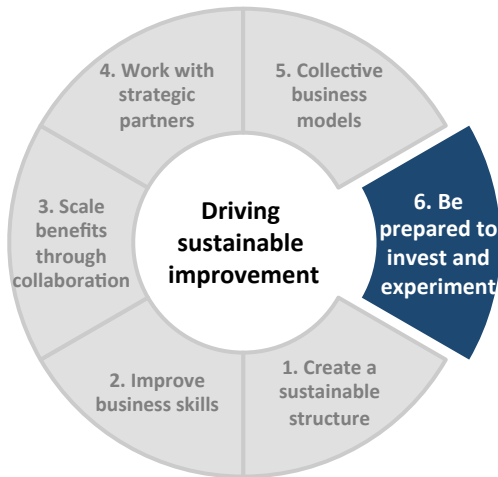 4. Work with
strategic
partners
5. Collective
business
models
3. Scale
benefits
through
collaboration
Driving
sustainable
improvement
6. Be
prepared to
invest and
experiment
2. Improve
business skills
1. Create a
sustainable
structure